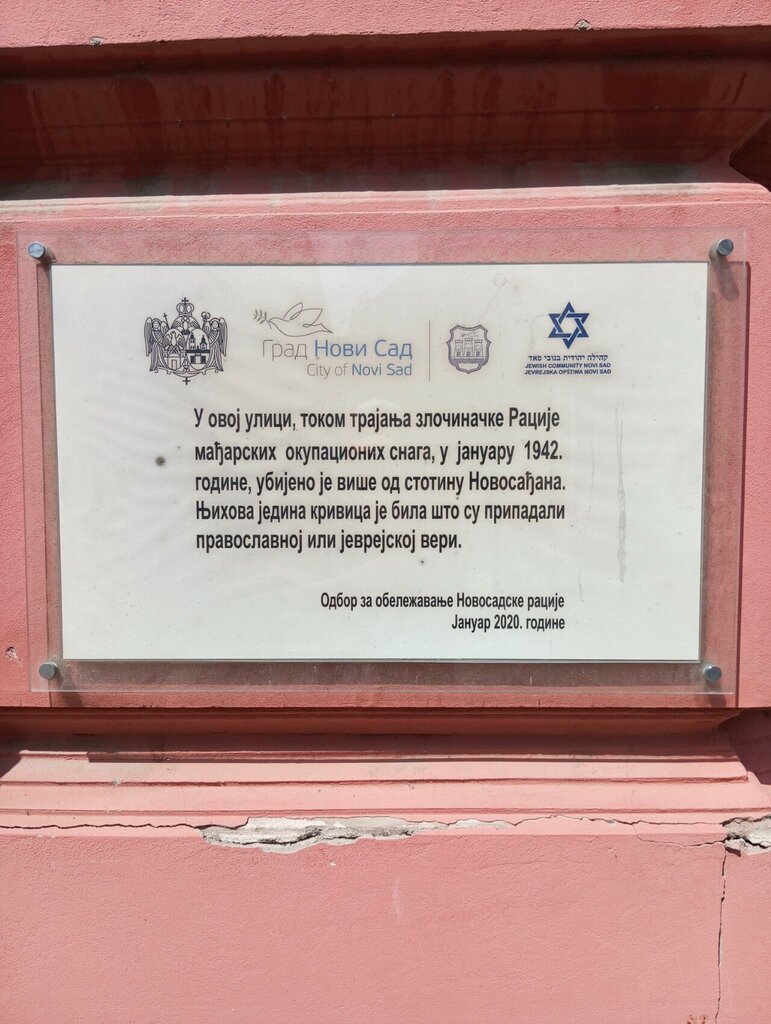 Град Нови Сад
City of Novi Sad
קהילה יהודית בנובי סאד
JEWISH COMMUNITY NOVI SAD
JEVREJSKA OPŠTINA NOVI SAD
У овој улици, током трајања злочиначке Рације
мађарских окупационих снага, у јануару 1942.
године, убијено је више од стотину Новосађана.
Њихова једина кривица је била што су припадали
православној или јеврејској вери.
Одбор за обележавање Новосадске рације
Јануар 2020. године